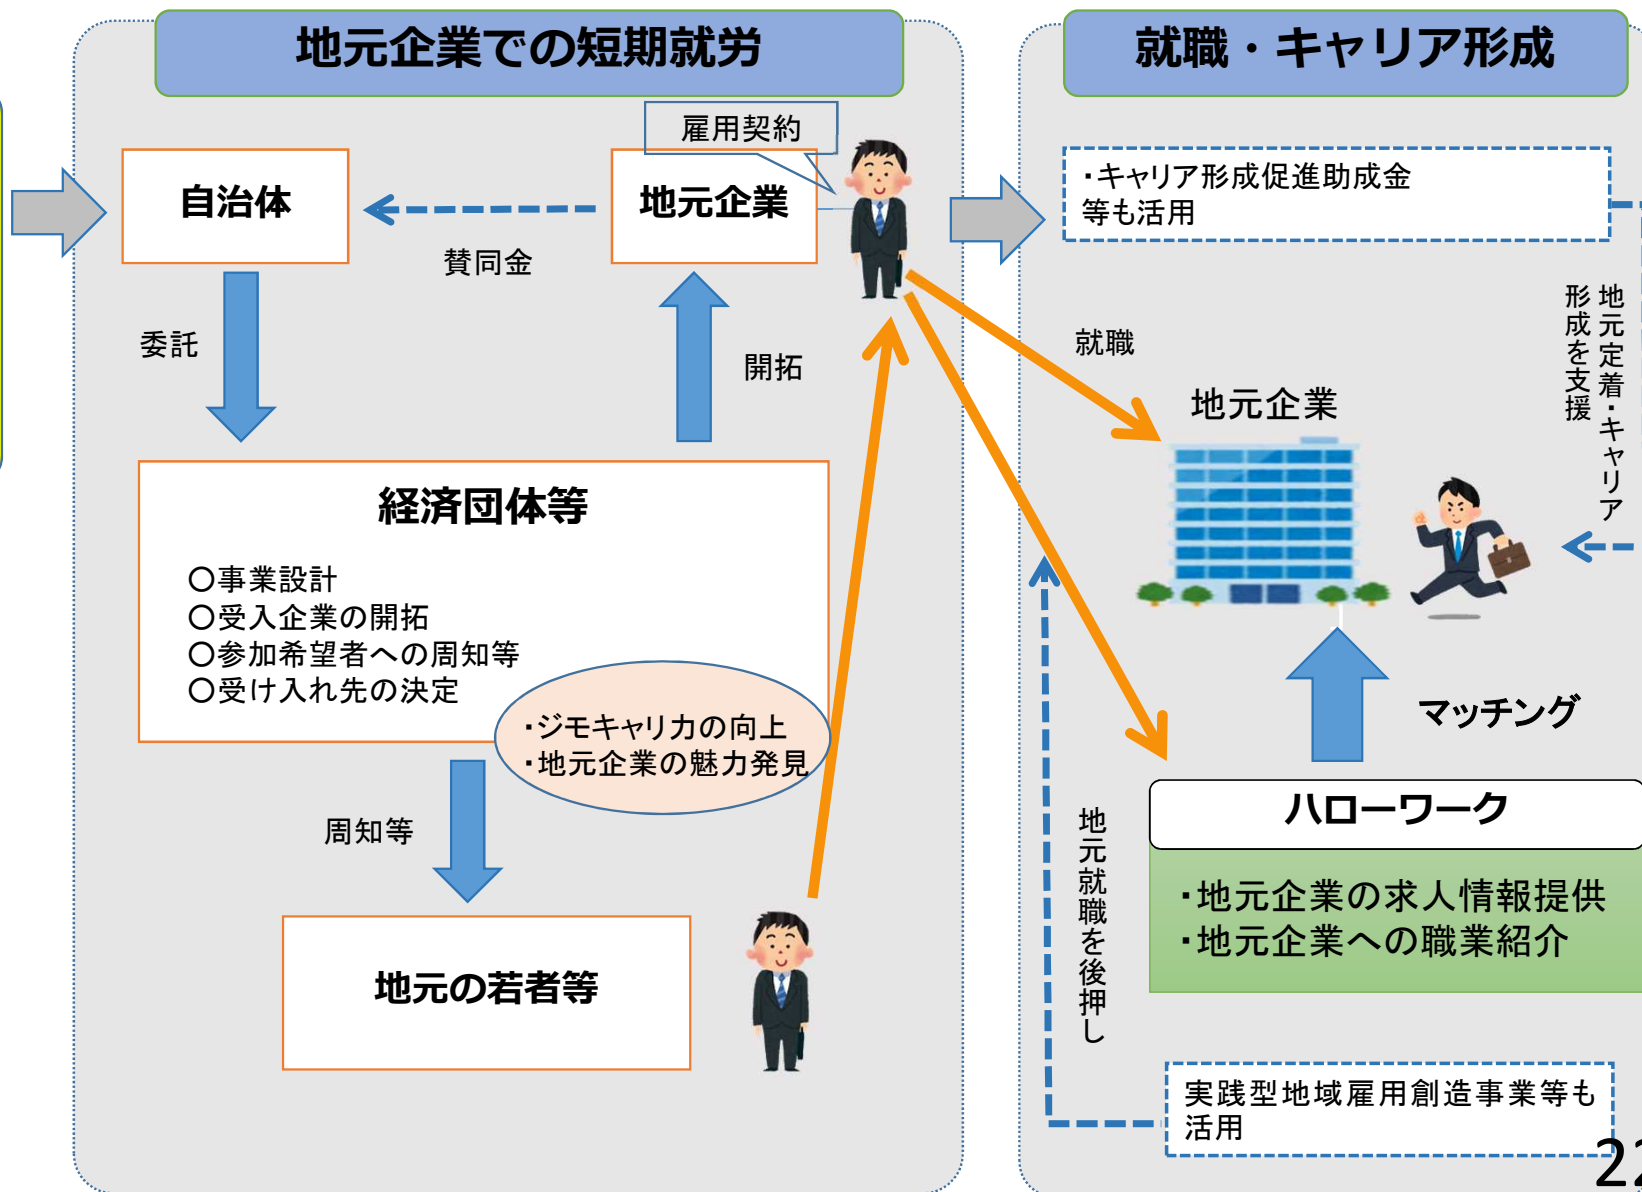 地元企業での短期就労
雇用契約
自治体
地元企業
賛同金
委託
開拓
経済団体等
○事業設計
○受入企業の開拓
○参加希望者への周知等
○受け入れ先の決定
・ジモキャリ力の向上
・地元企業の魅力発見
周知等
地元の若者等
就職・キャリア形成
・キャリア形成促進助成金
等も活用
就職
地元企業
地元定着・キャリア
形成を支援
マッチング
ハローワーク
・地元企業の求人情報提供
・地元企業への職業紹介
地元就職を後押し
実践型地域雇用創造事業等も
活用
22